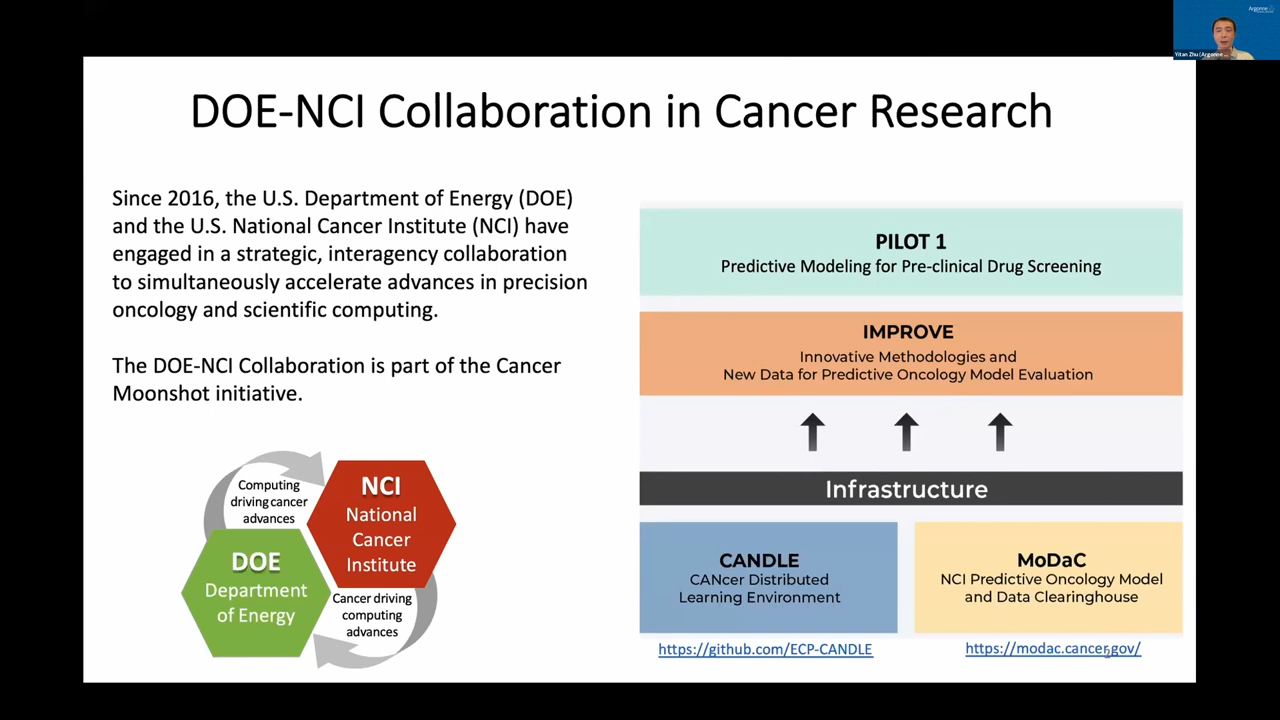 Argonne
Yitan Zhu (Argonne ...
DOE-NCI Collaboration in Cancer Research
Since 2016, the U.S. Department of Energy (DOE)
and the U.S. National Cancer Institute (NCI) have
engaged in a strategic, interagency collaboration
to simultaneously accelerate advances in precision
oncology and scientific computing.
The DOE-NCI Collaboration is part of the Cancer
Moonshot initiative.
Computing
driving cancer
advances
NCI
National
Cancer
Institute
DOE
Department
of Energy
Cancer driving
computing
advances
PILOT 1
Predictive Modeling for Pre-clinical Drug Screening
IMPROVE
Innovative Methodologies and
New Data for Predictive Oncology Model Evaluation
Infrastructure
CANDLE
CANcer Distributed
Learning Environment
MoDaC
NCI Predictive Oncology Model
and Data Clearinghouse
https://github.com/ECP-CANDLE
https://modac.cancer.gov/